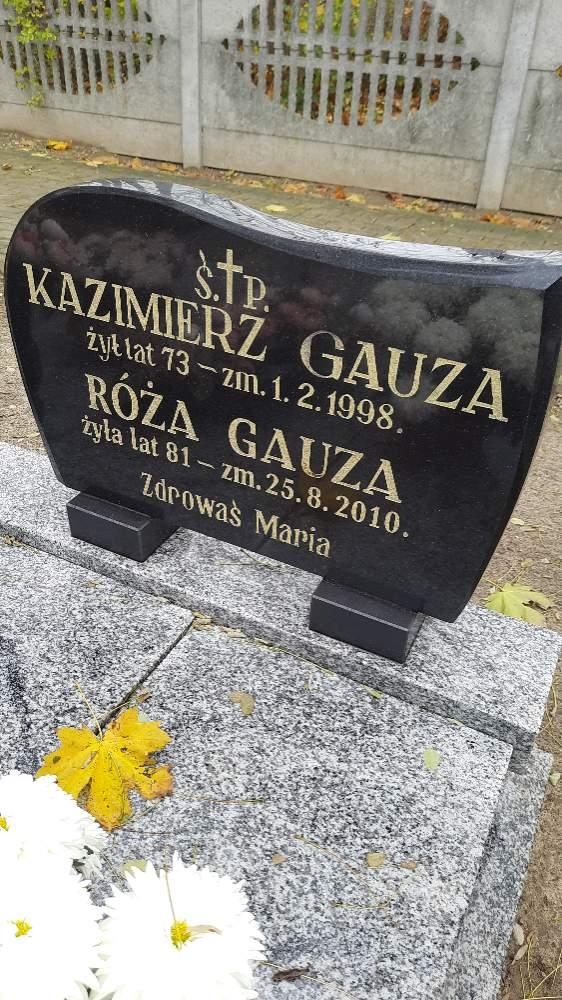 Ś.†P.
KAZIMIERZ GAUZA
żył lat 73 – zm. 1.2.1998.
RÓŻA GAUZA
żyła lat 81 – zm. 25.8.2010.
Zdrowaś Maria